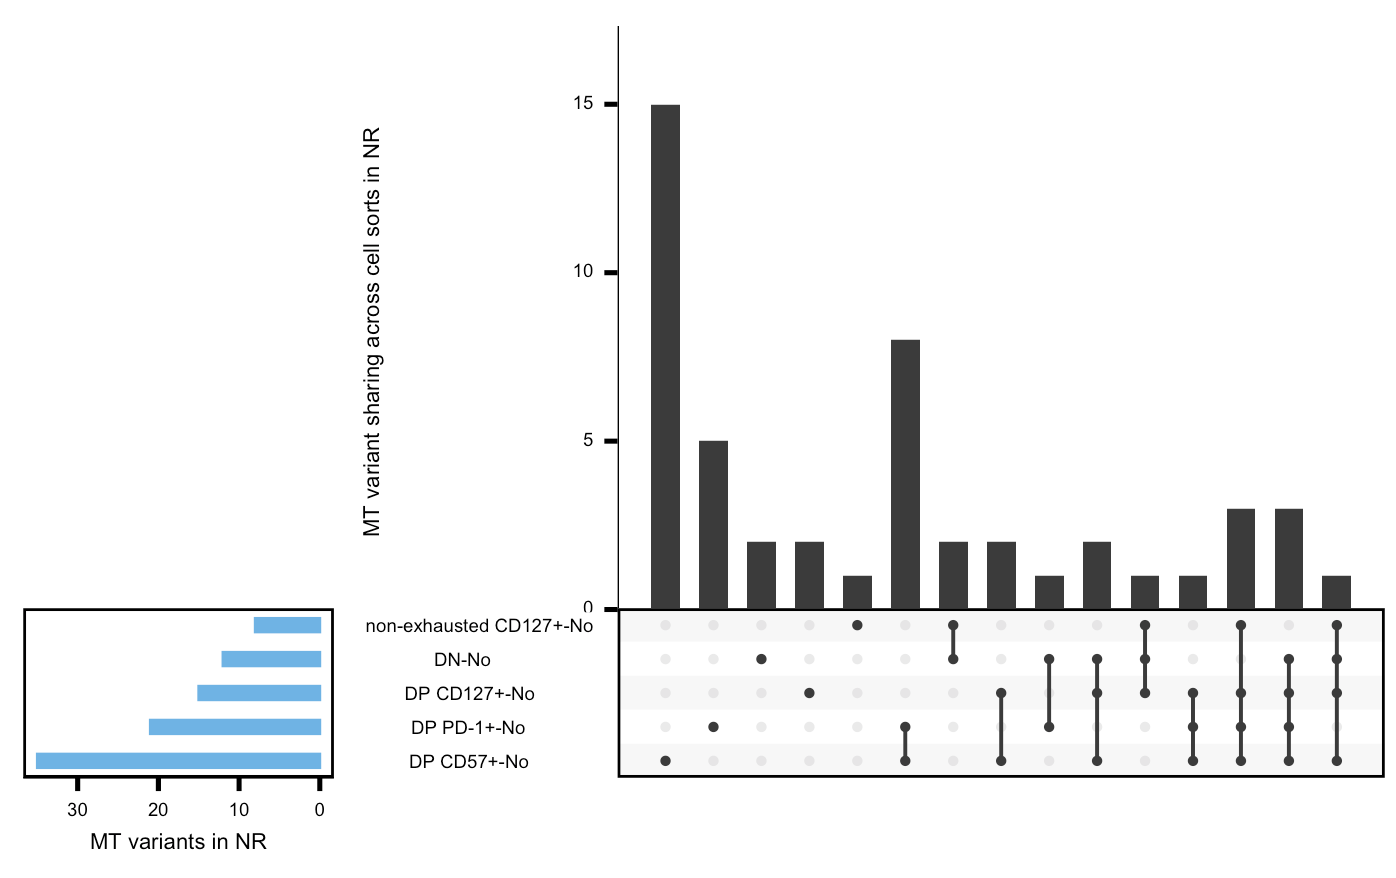 MT variant sharing across cell sorts in NR
15
10
5
0
non-exhausted CD127+-No
DN-No
DP CD127+-No
DP PD-1+-No
DP CD57+-No
30 20 10 0
MT variants in NR